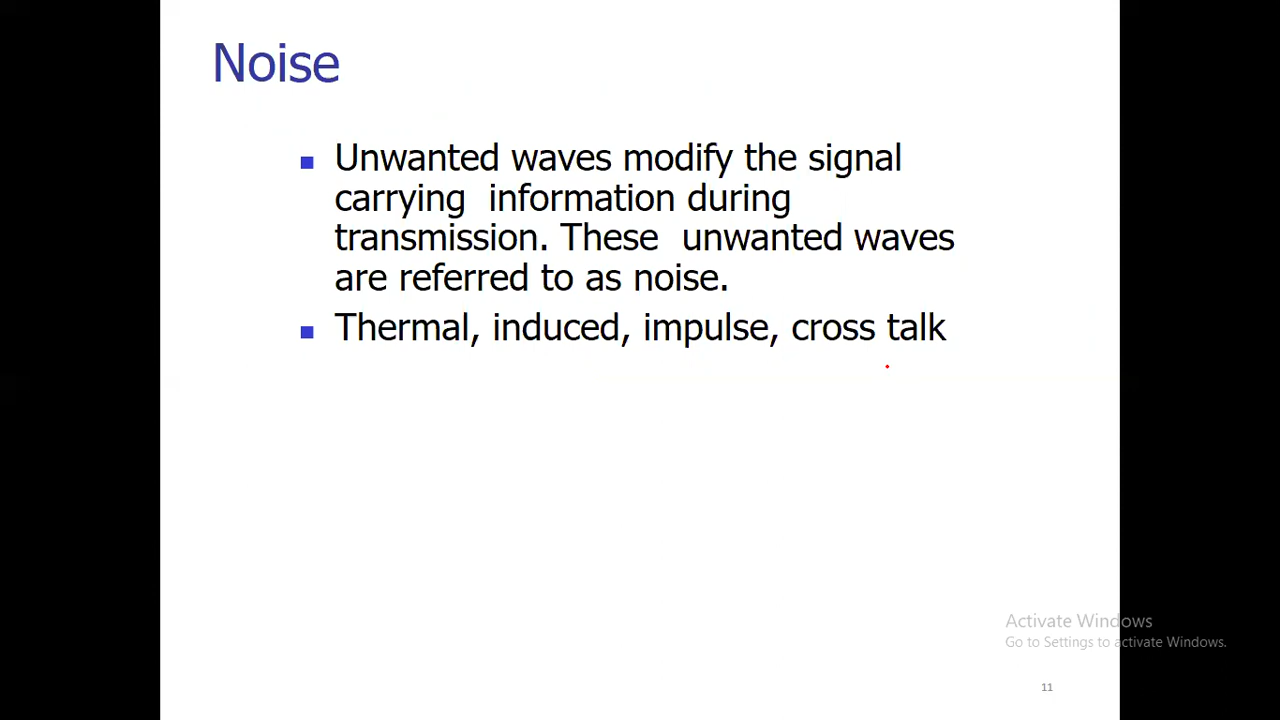 Noise
Unwanted waves modify the signal
carrying information during
transmission. These unwanted waves
are referred to as noise.
Thermal, induced, impulse, cross talk
Activate Windows
Go to Settings to activate Windows.
11